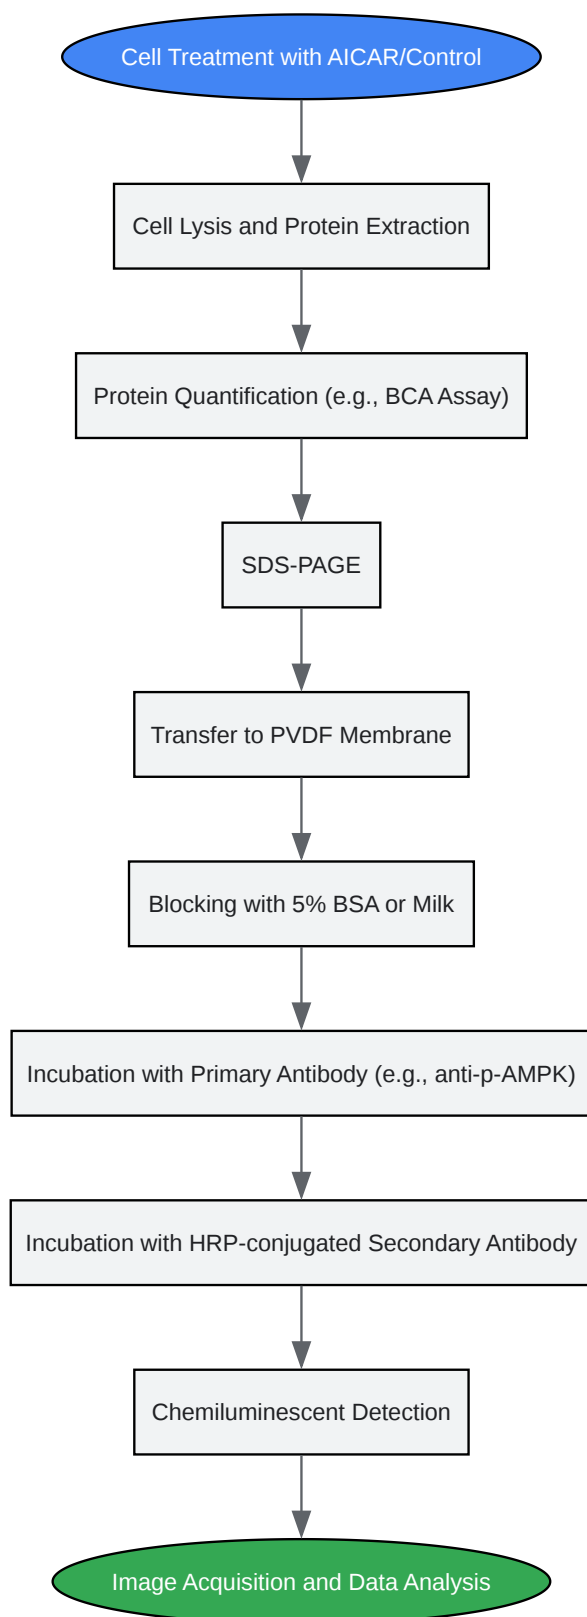 Cell Treatment with AICAR/Control
Cell Lysis and Protein Extraction
Protein Quantification (e.g., BCA Assay)
SDS-PAGE
Transfer to PVDF Membrane
Blocking with 5% BSA or Milk
Incubation with Primary Antibody (e.g., anti-p-AMPK)
Incubation with HRP-conjugated Secondary Antibody
Chemiluminescent Detection
Image Acquisition and Data Analysis